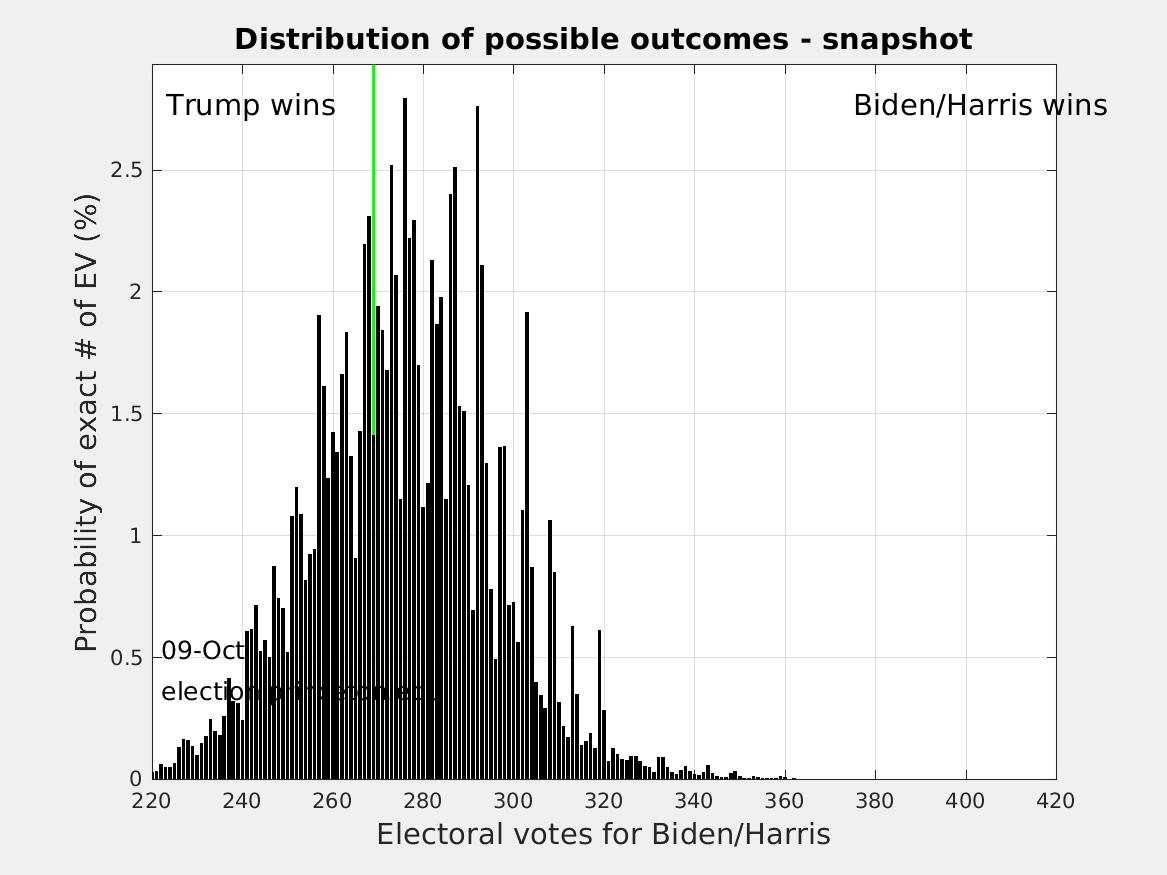 Distribution of possible outcomes - snapshot
Trump wins
Biden/Harris wins
Probability of exact # of EV (%)
2.5
2
1.5
1
0.5
0
09-Oct
220 240 260 280 300 320 340 360 380 400 420
Electoral votes for Biden/Harris